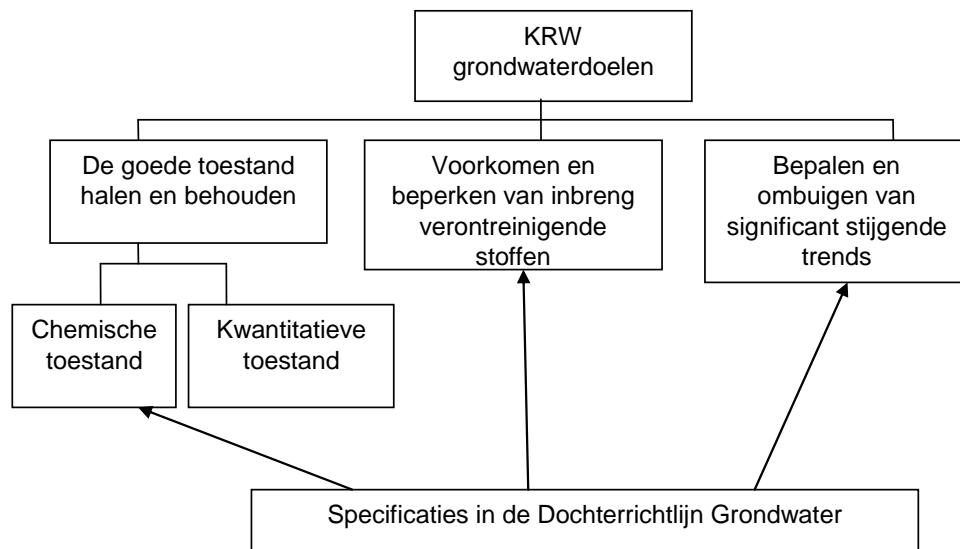 KRW
grondwaterdoelen
De goede toestand
halen en behouden
Voorkomen en
beperken van inbreng
verontreinigende
stoffen
Bepalen en
ombuigen van
significant stijgende
trends
Chemische
toestand
Kwantitatieve
toestand
Specificaties in de Dochterrichtlijn Grondwater